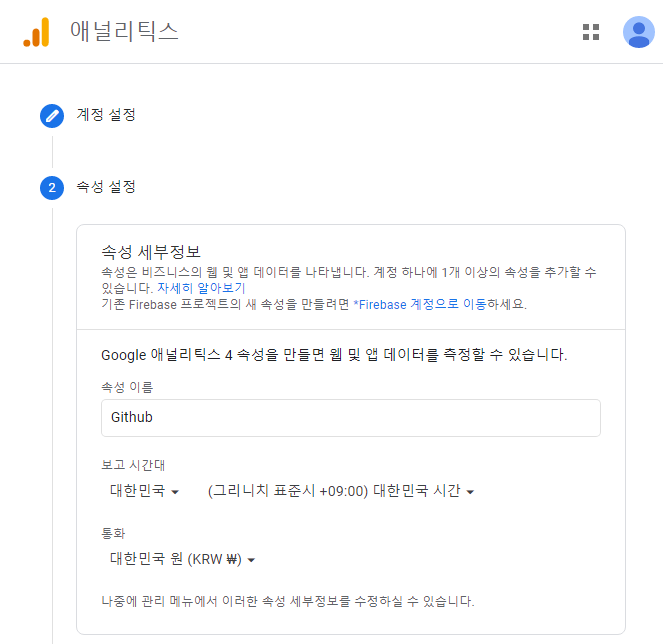 애널리틱스
계정 설정
2 속성 설정
속성 세부정보
속성은 비즈니스의 웹 및 앱 데이터를 나타냅니다. 계정 하나에 1개 이상의 속성을 추가할 수
있습니다. 자세히 알아보기
기존 Firebase 프로젝트의 새 속성을 만들려면 *Firebase 계정으로 이동하세요.
Google 애널리틱스 4 속성을 만들면 웹 및 앱 데이터를 측정할 수 있습니다.
속성 이름
Github
보고 시간대
대한민국 (그리니치 표준시 +09:00) 대한민국 시간
통화
대한민국 원 (KRW ₩)
나중에 관리 메뉴에서 이러한 속성 세부정보를 수정하실 수 있습니다.